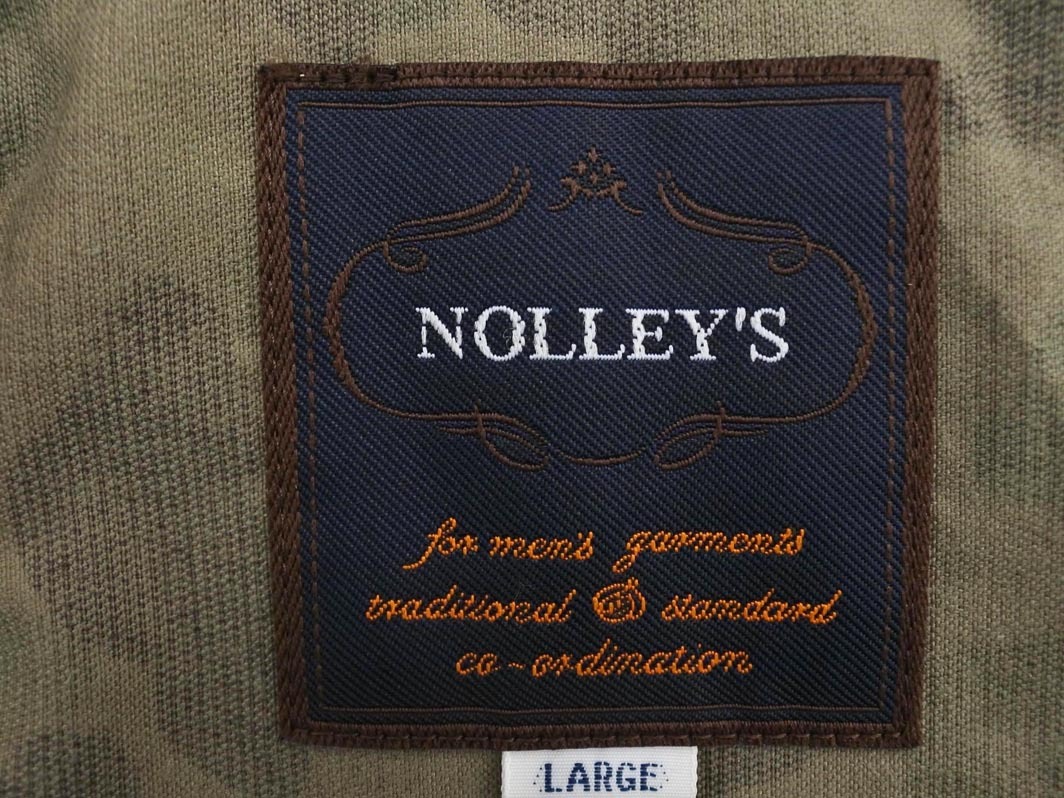 NOLLEY'S
for men's garments
traditional & standard
co-ordination
LARGE